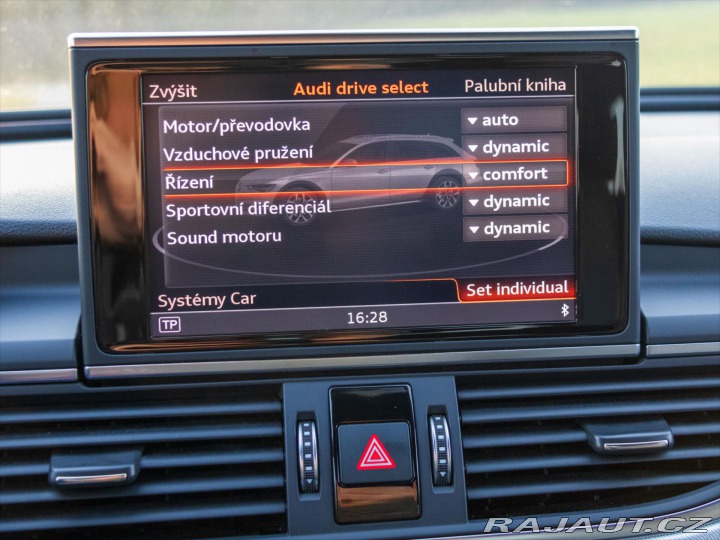 Zvýšit Audi drive select Palubní kniha
Motor/převodovka auto
Vzduchové pružení dynamic
Řízení comfort
Sportovní diferenciál dynamic
Sound motoru dynamic
Systémy Car Set individual
TP 16:28
RAJAUT.CZ